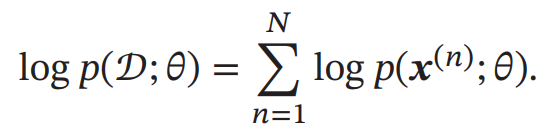 log p(𝒟; θ) = ∑_{n=1}^{N} log p(𝒙^{(n)}; θ).